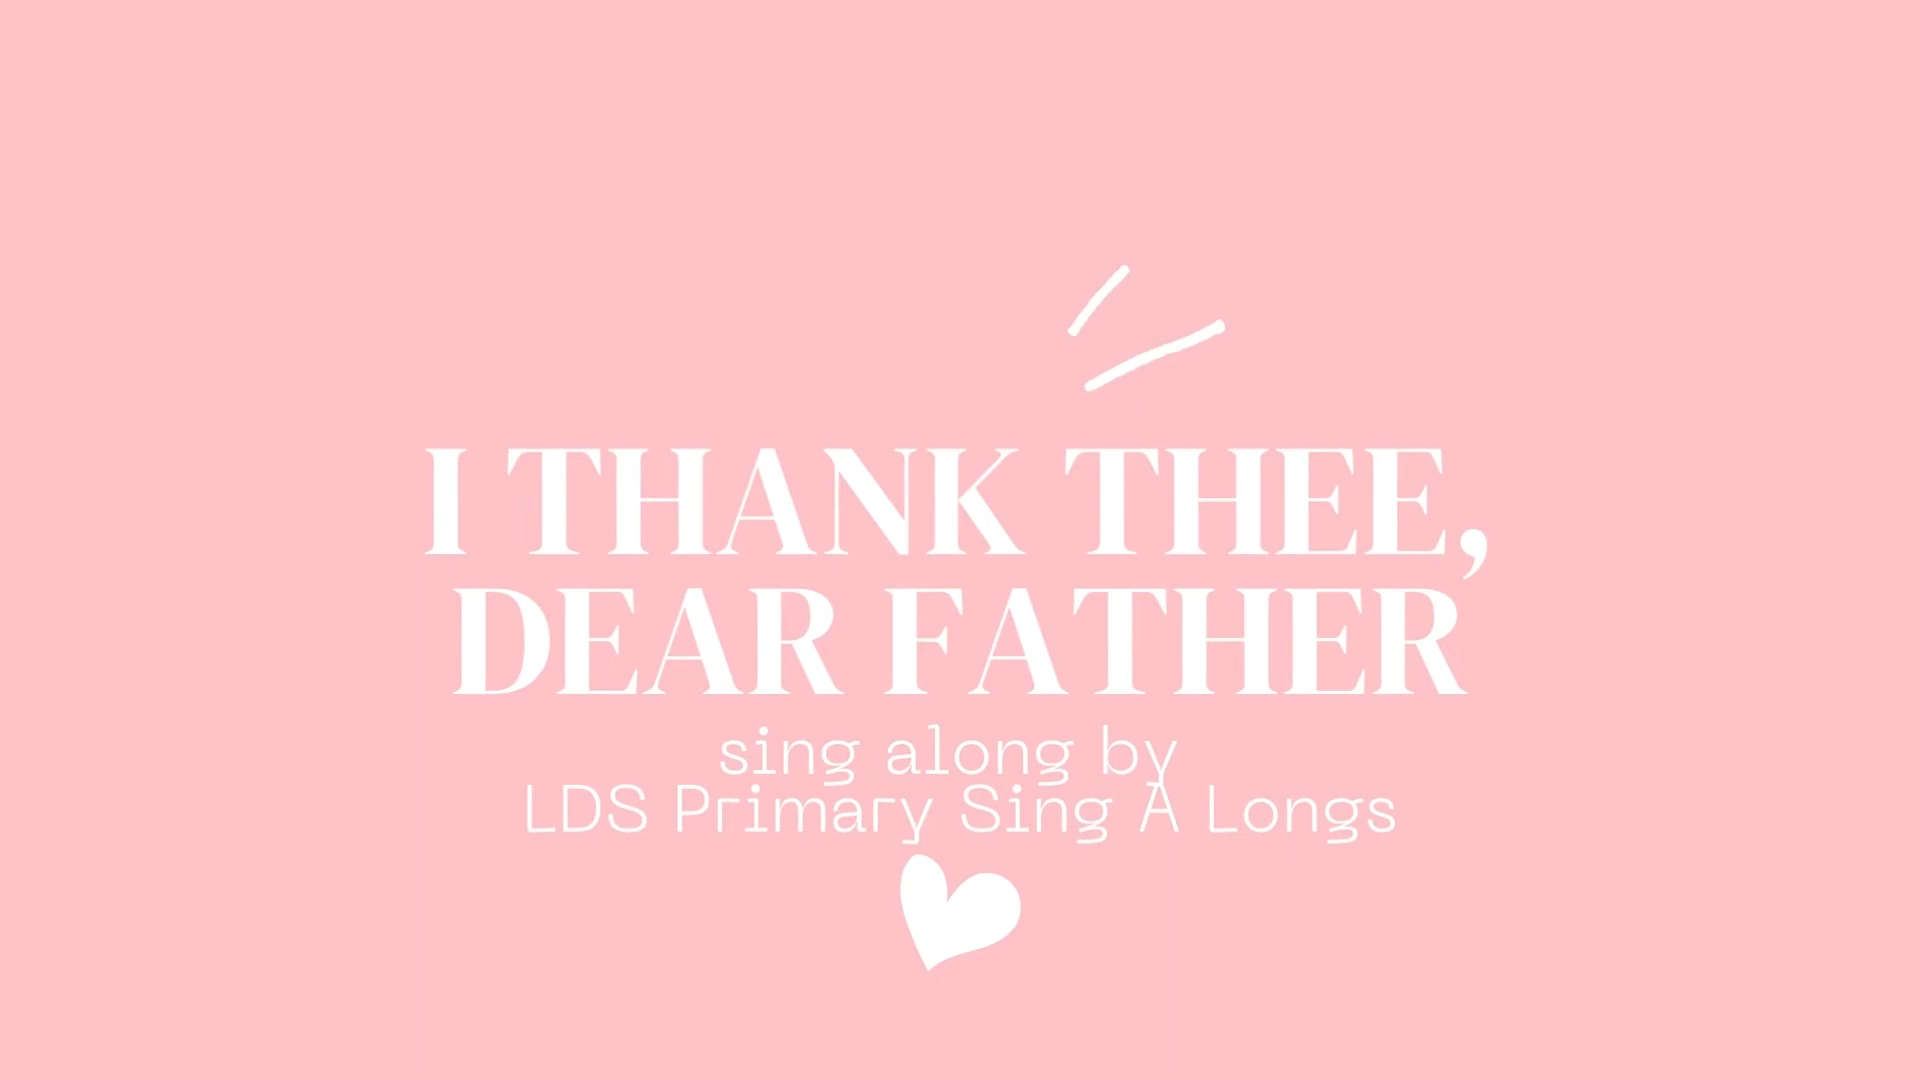 I THANK THEE,
DEAR FATHER
sing along by
LDS Primary Sing A Longs